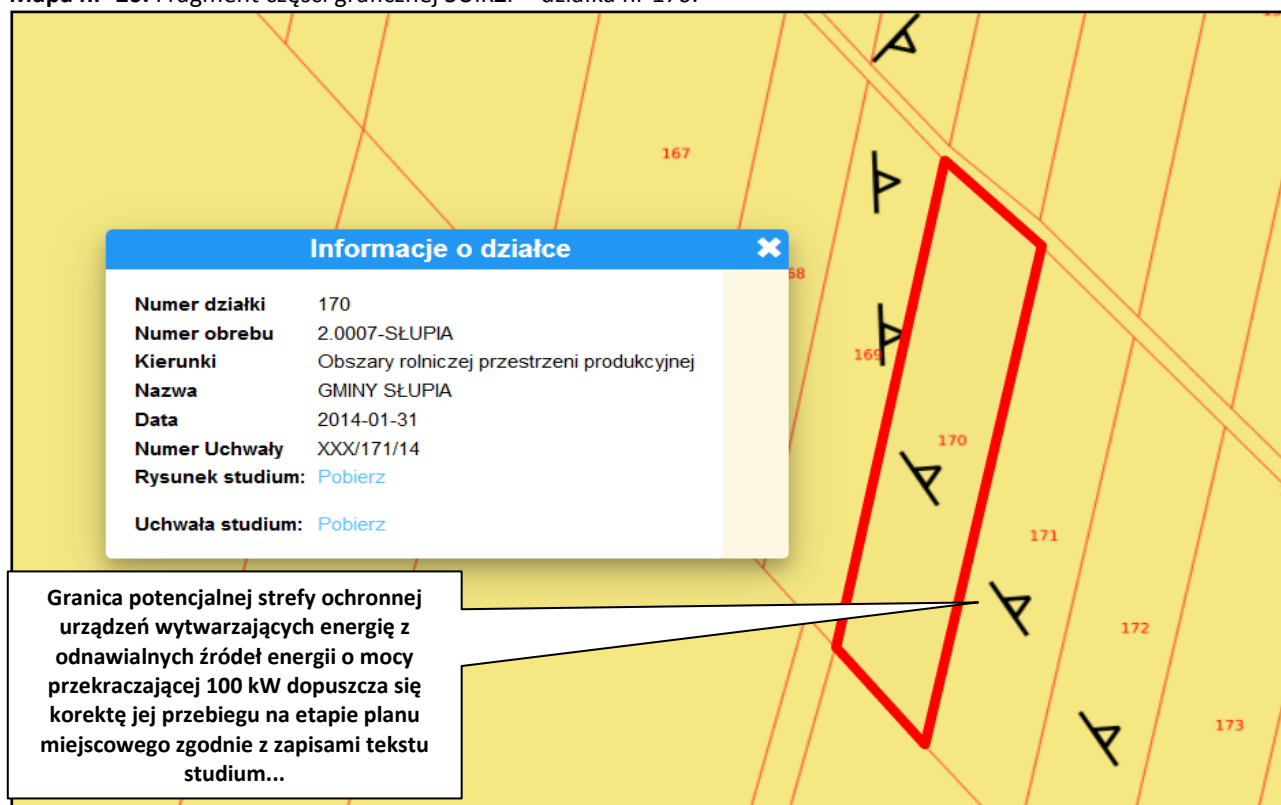 167
Informacje o działce
68
Numer działki 170
Numer obrebu 2.0007-SŁUPIA
Kierunki Obszary rolniczej przestrzeni produkcyjnej
Nazwa GMINY SŁUPIA
Data 2014-01-31
Numer Uchwały XXX/171/14
Rysunek studium: Pobierz
Uchwała studium: Pobierz
169
170
171
172
173
Granica potencjalnej strefy ochronnej
urządzeń wytwarzających energię z
odnawialnych źródeł energii o mocy
przekraczającej 100 kW dopuszcza się
korektę jej przebiegu na etapie planu
miejscowego zgodnie z zapisami tekstu
studium...